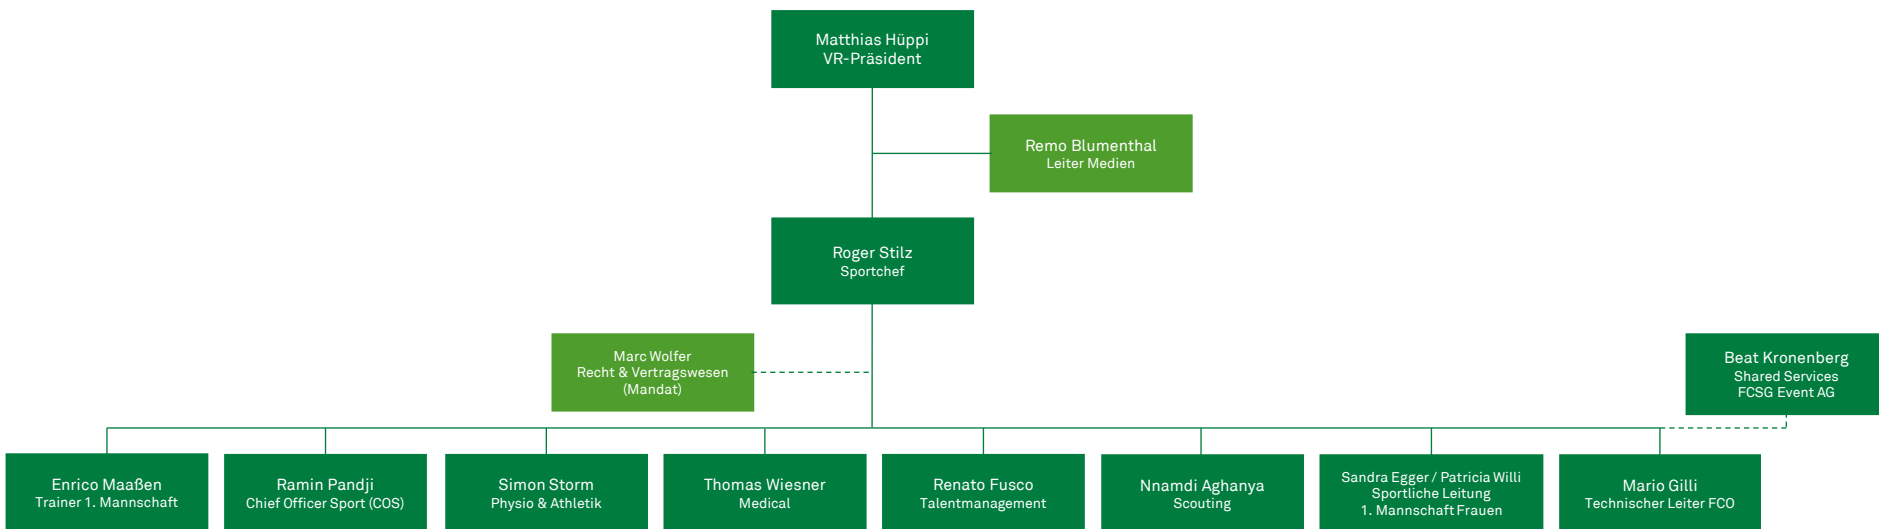 Matthias Hüppi
VR-Präsident
Remo Blumenthal
Leiter Medien
Roger Stilz
Sportchef
Marc Wolfer
Recht & Vertragswesen
(Mandat)
Beat Kronenberg
Shared Services
FCSG Event AG
Enrico Maaßen
Trainer 1. Mannschaft
Ramin Pandji
Chief Officer Sport (COS)
Simon Storm
Physio & Athletik
Thomas Wiesner
Medical
Renato Fusco
Talentmanagement
Nnamdi Aghanya
Scouting
Sandra Egger / Patricia Willi
Sportliche Leitung
1. Mannschaft Frauen
Mario Gilli
Technischer Leiter FCO